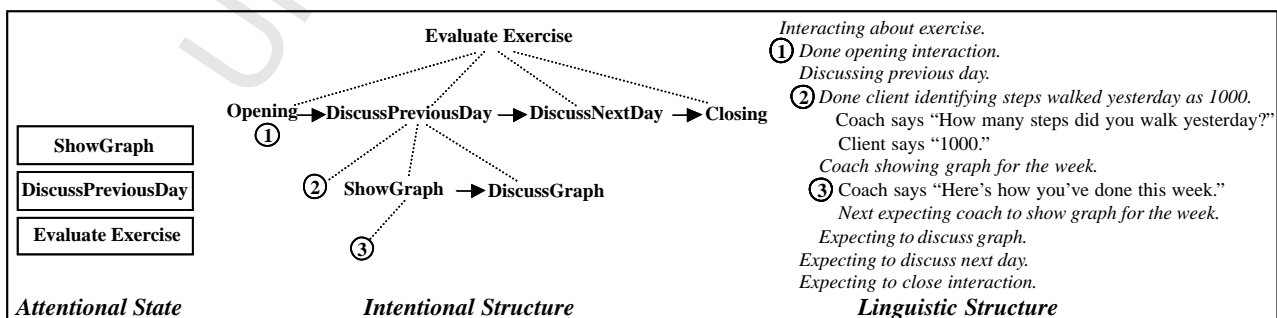 ShowGraph
DiscussPreviousDay
Evaluate Exercise
Attentional State
Evaluate Exercise
Opening DiscussPreviousDay DiscussNextDay Closing
1
2 ShowGraph DiscussGraph
3
Intentional Structure
Interacting about exercise.
1 Done opening interaction.
Discussing previous day.
2 Done client identifying steps walked yesterday as 1000.
Coach says “How many steps did you walk yesterday?”
Client says “1000.”
Coach showing graph for the week.
3 Coach says “Here’s how you’ve done this week.”
Next expecting coach to show graph for the week.
Expecting to discuss graph.
Expecting to discuss next day.
Expecting to close interaction.
Linguistic Structure